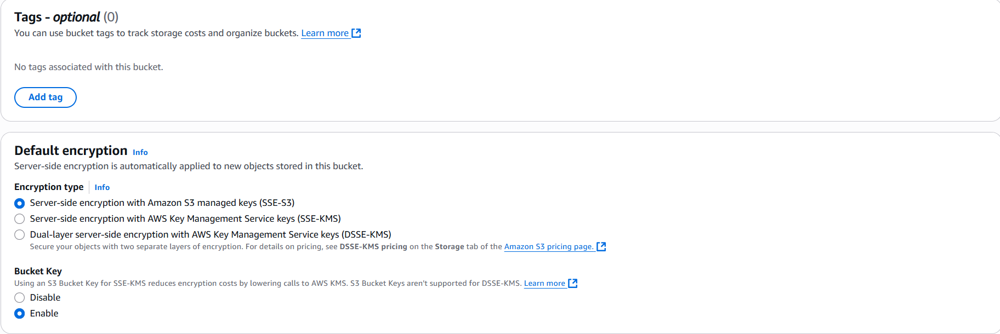 Tags - optional (0)
You can use bucket tags to track storage costs and organize buckets. Learn more
No tags associated with this bucket.
Add tag
Default encryption Info
Server-side encryption is automatically applied to new objects stored in this bucket.
Encryption type Info
Server-side encryption with Amazon S3 managed keys (SSE-S3)
Server-side encryption with AWS Key Management Service keys (SSE-KMS)
Dual-layer server-side encryption with AWS Key Management Service keys (DSSE-KMS)
Secure your objects with two separate layers of encryption. For details on pricing, see DSSE-KMS pricing on the Storage tab of the Amazon S3 pricing page.
Bucket Key
Using an S3 Bucket Key for SSE-KMS reduces encryption costs by lowering calls to AWS KMS. S3 Bucket Keys aren't supported for DSSE-KMS. Learn more
Disable
Enable